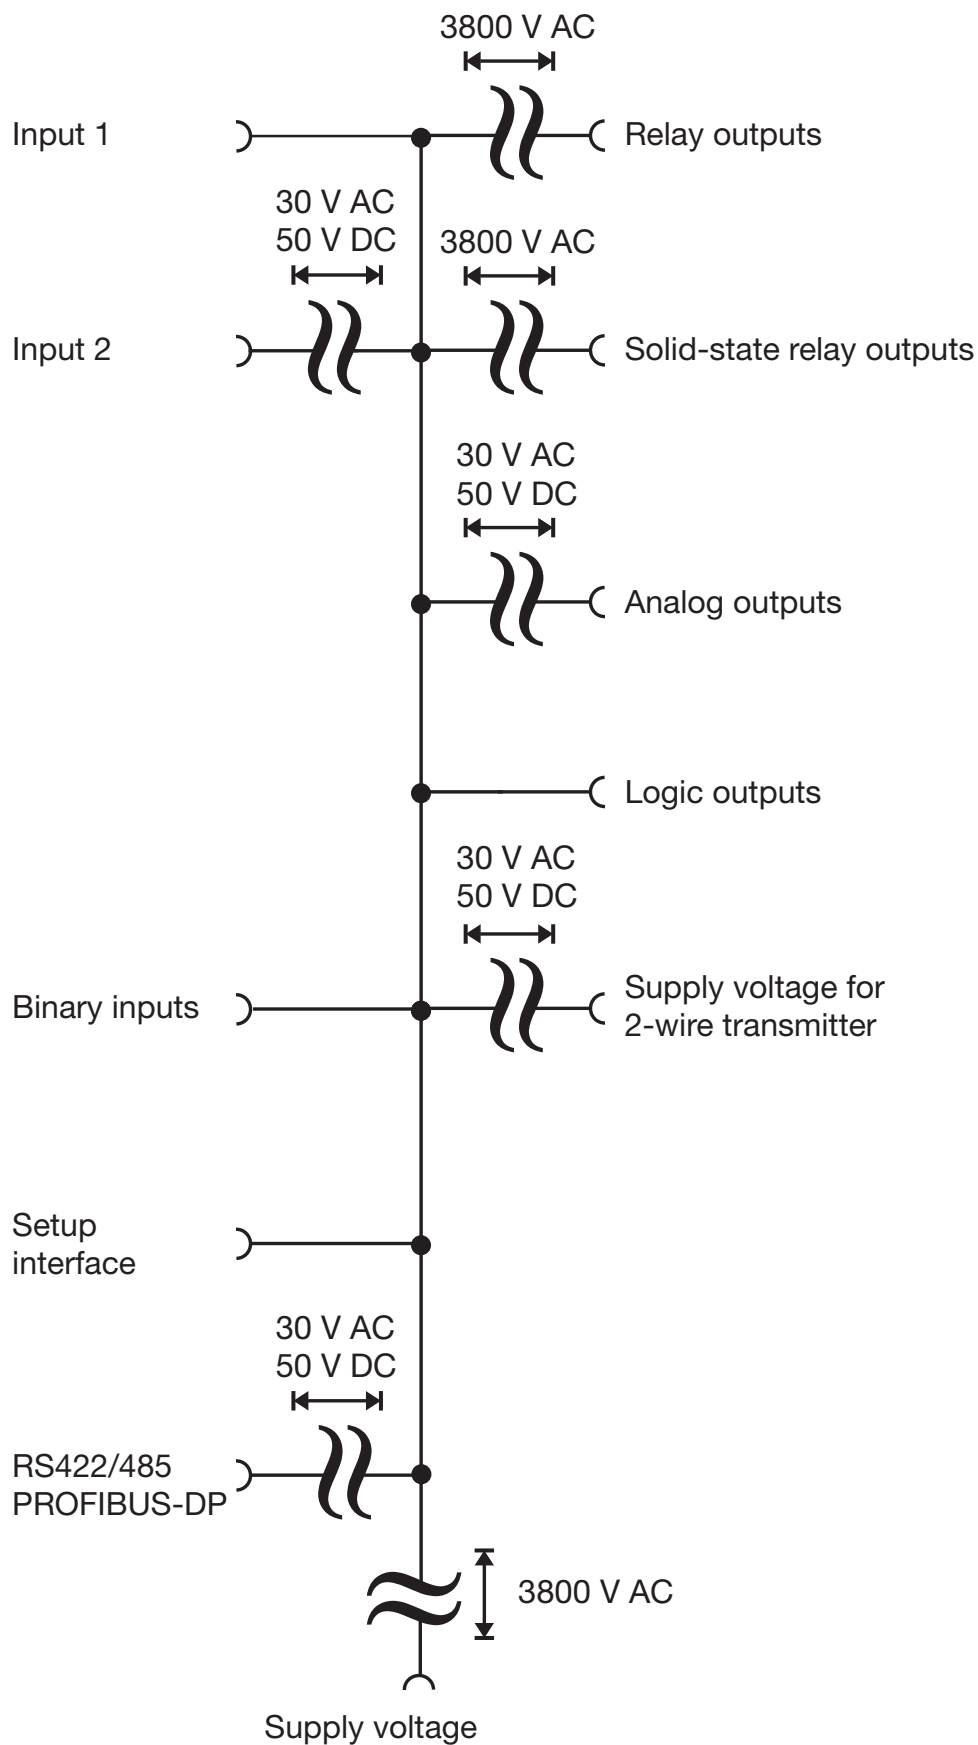 3800 V AC
Input 1
Relay outputs
30 V AC
50 V DC
3800 V AC
Input 2
Solid-state relay outputs
30 V AC
50 V DC
Analog outputs
Logic outputs
30 V AC
50 V DC
Binary inputs
Supply voltage for
2-wire transmitter
Setup
interface
30 V AC
50 V DC
RS422/485
PROFIBUS-DP
3800 V AC
Supply voltage